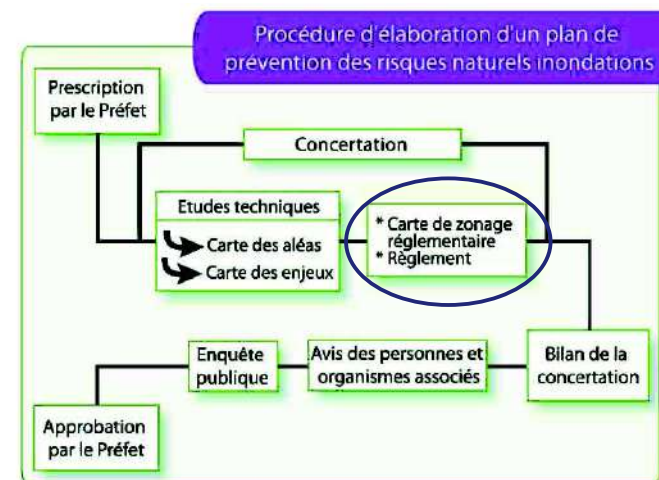 Procédure d'élaboration d'un plan de
prévention des risques naturels inondations
Prescription
par le Préfet
Concertation
Etudes techniques
Carte des aléas
Carte des enjeux
* Carte de zonage
réglementaire
* Règlement
Bilan de la
concertation
Avis des personnes et
organismes associés
Enquête
publique
Approbation
par le Préfet